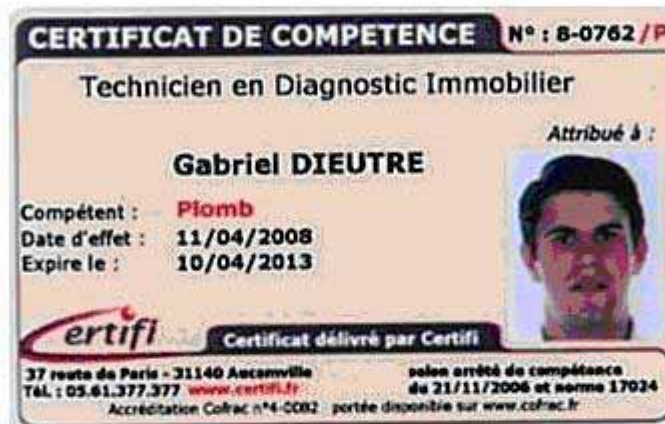 CERTIFICAT DE COMPETENCE N° : 8-0762 / P
Technicien en Diagnostic Immobilier
Attribué à :
Gabriel DIEUTRE
Compétent : Plomb
Date d'effet : 11/04/2008
Expire le : 10/04/2013
Certifi
Certificat délivré par Certifi
37 route de Paris - 31140 Aucamville
Tél. : 05.61.377.377 www.certifi.fr
selon arrêté de compétence
du 21/11/2006 et norme 17024
Accréditation Cofrac n°4-0082 portée disponible sur www.cofrac.fr